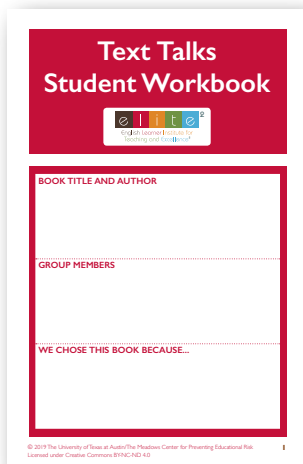 Text Talks
Student Workbook
elite²
English Learner Institute for
Teaching and Excellence²
BOOK TITLE AND AUTHOR
GROUP MEMBERS
WE CHOSE THIS BOOK BECAUSE...
© 2019 The University of Texas at Austin/The Meadows Center for Preventing Educational Risk
Licensed under Creative Commons BY-NC-ND 4.0
1